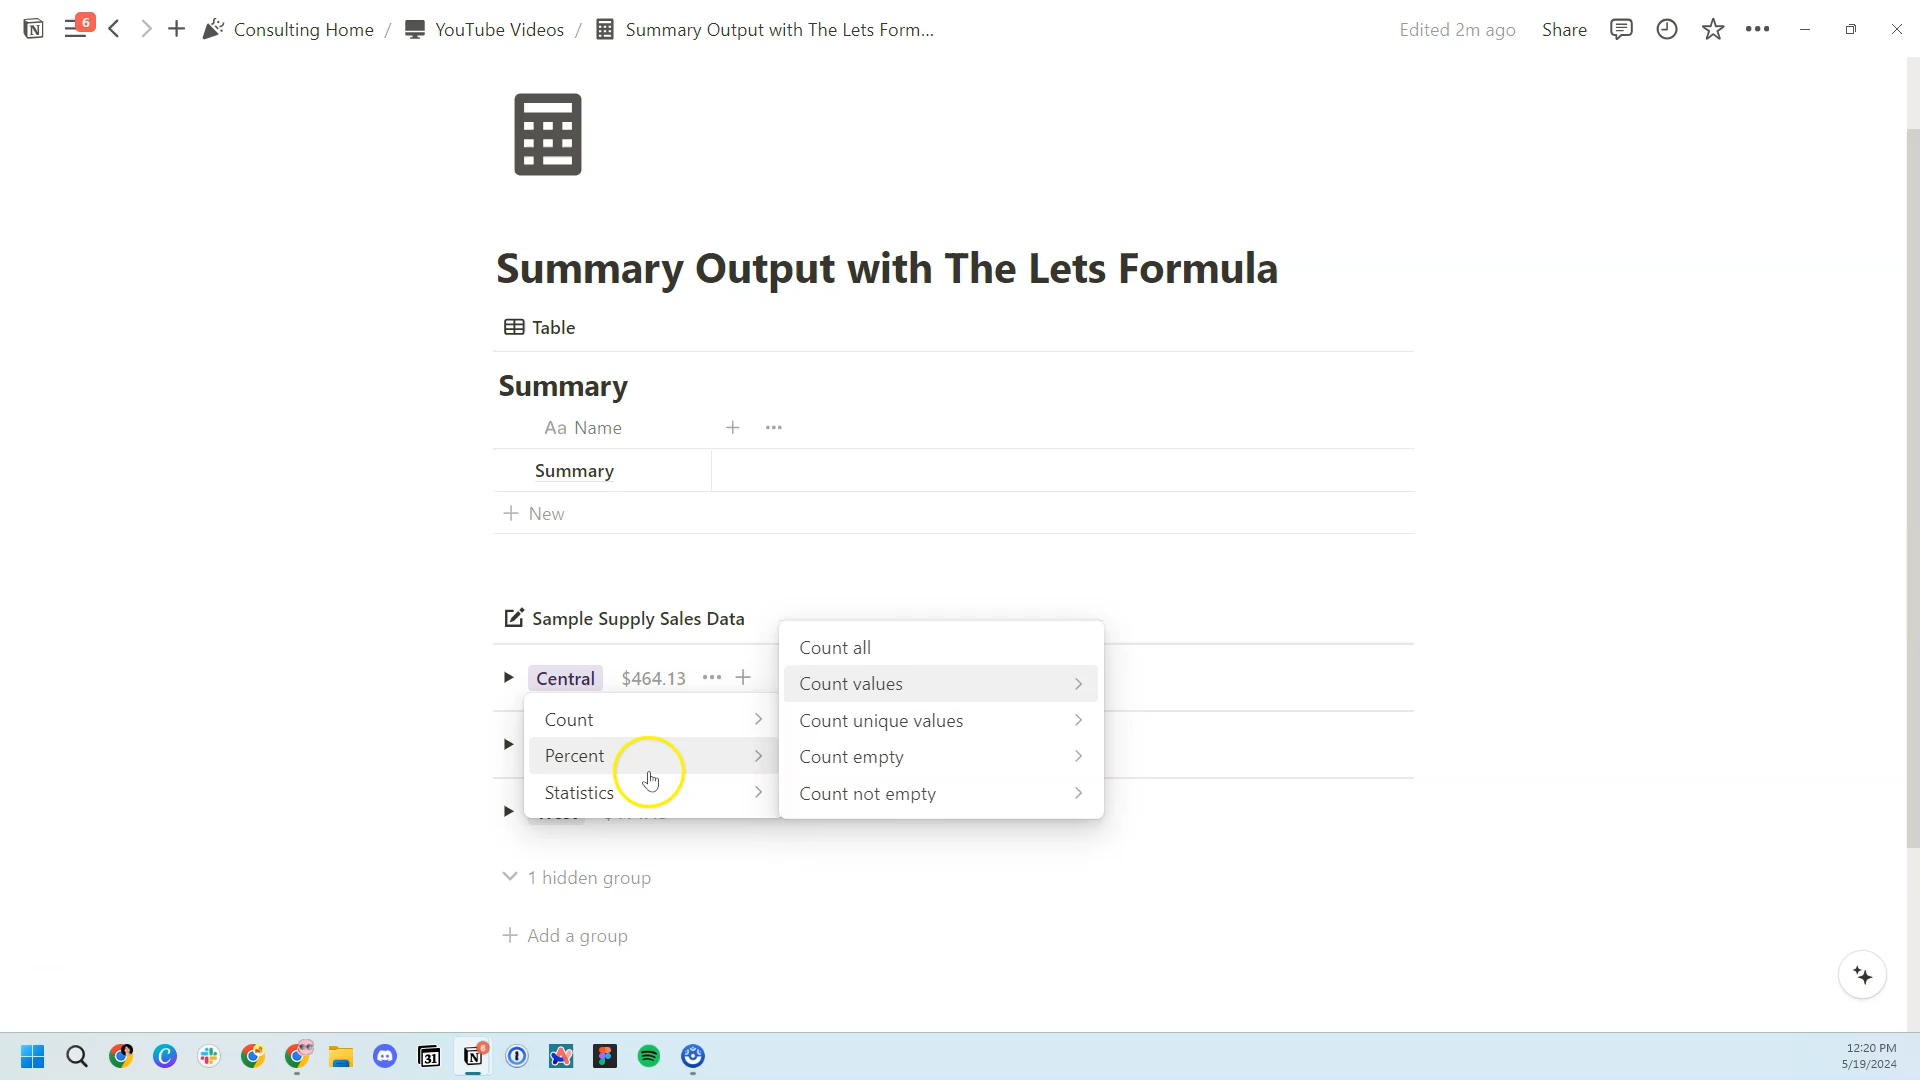 6 Consulting Home / YouTube Videos / Summary Output with The Lets Form... Edited 2m ago Share
Summary Output with The Lets Formula
Table
Summary
Aa Name
Summary
New
Sample Supply Sales Data
Central $464.13
Count
Percent
Statistics
Count all
Count values
Count unique values
Count empty
Count not empty
1 hidden group
Add a group
31
6
12:20 PM
5/19/2024